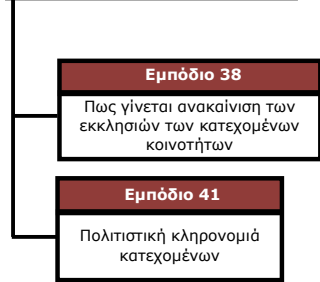 Εμπόδιο 38
Πως γίνεται ανακαίνιση των
εκκλησιών των κατεχομένων
κοινοτήτων
Εμπόδιο 41
Πολιτιστική κληρονομιά
κατεχομένων